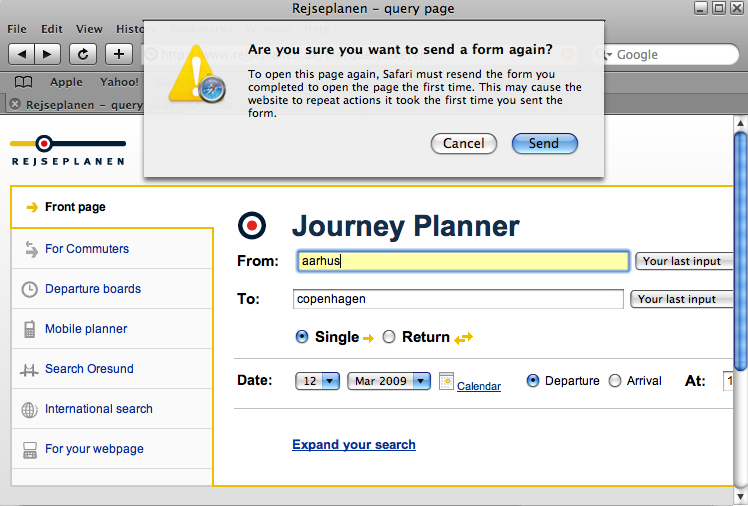 Rejseplanen - query page
File Edit View
Google
Apple Yahoo!
Rejseplanen - query
Are you sure you want to send a form again?
To open this page again, Safari must resend the form you
completed to open the page the first time. This may cause the
website to repeat actions it took the first time you sent the
form.
Cancel Send
REJSEPLANEN
Front page
For Commuters
Departure boards
Mobile planner
Search Oresund
International search
For your webpage
Journey Planner
From: aarhus Your last input
To: copenhagen Your last input
Single Return
Date: 12 Mar 2009 Calendar Departure Arrival At: 1
Expand your search